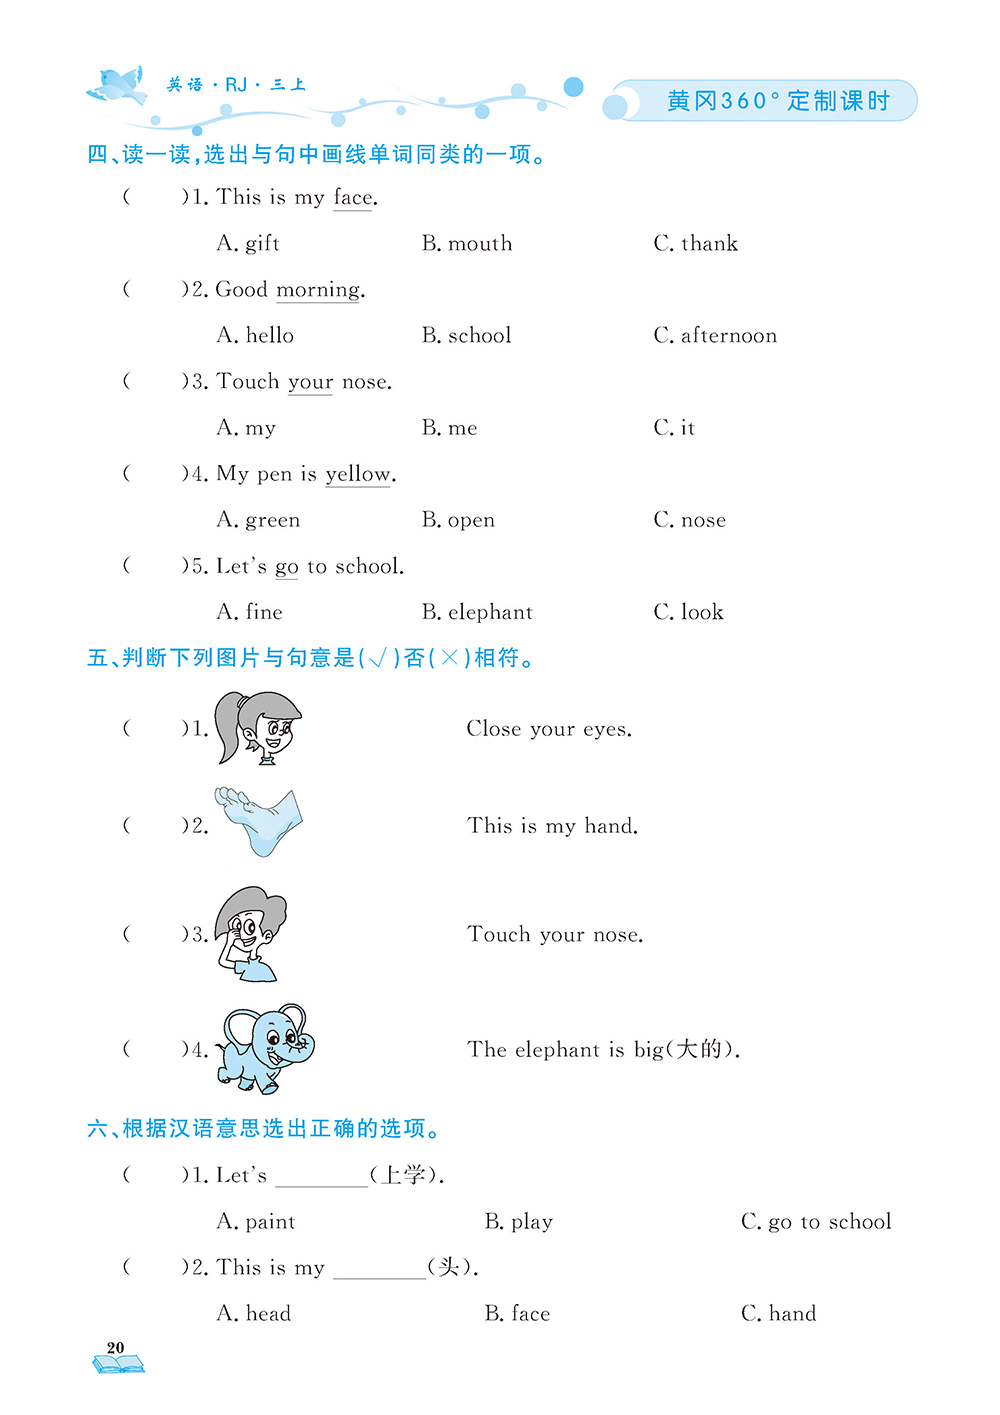 英语·RJ·三上
黄冈360°定制课时
四、读一读,选出与句中画线单词同类的一项。
(    )1. This is my face.
A. gift    B. mouth    C. thank
(    )2. Good morning.
A. hello    B. school    C. afternoon
(    )3. Touch your nose.
A. my    B. me    C. it
(    )4. My pen is yellow.
A. green    B. open    C. nose
(    )5. Let's go to school.
A. fine    B. elephant    C. look
五、判断下列图片与句意是(√)否(×)相符。
(    )1. Close your eyes.
(    )2. This is my hand.
(    )3. Touch your nose.
(    )4. The elephant is big(大的).
六、根据汉语意思选出正确的选项。
(    )1. Let's ________(上学).
A. paint    B. play    C. go to school
(    )2. This is my ________(头).
A. head    B. face    C. hand
20